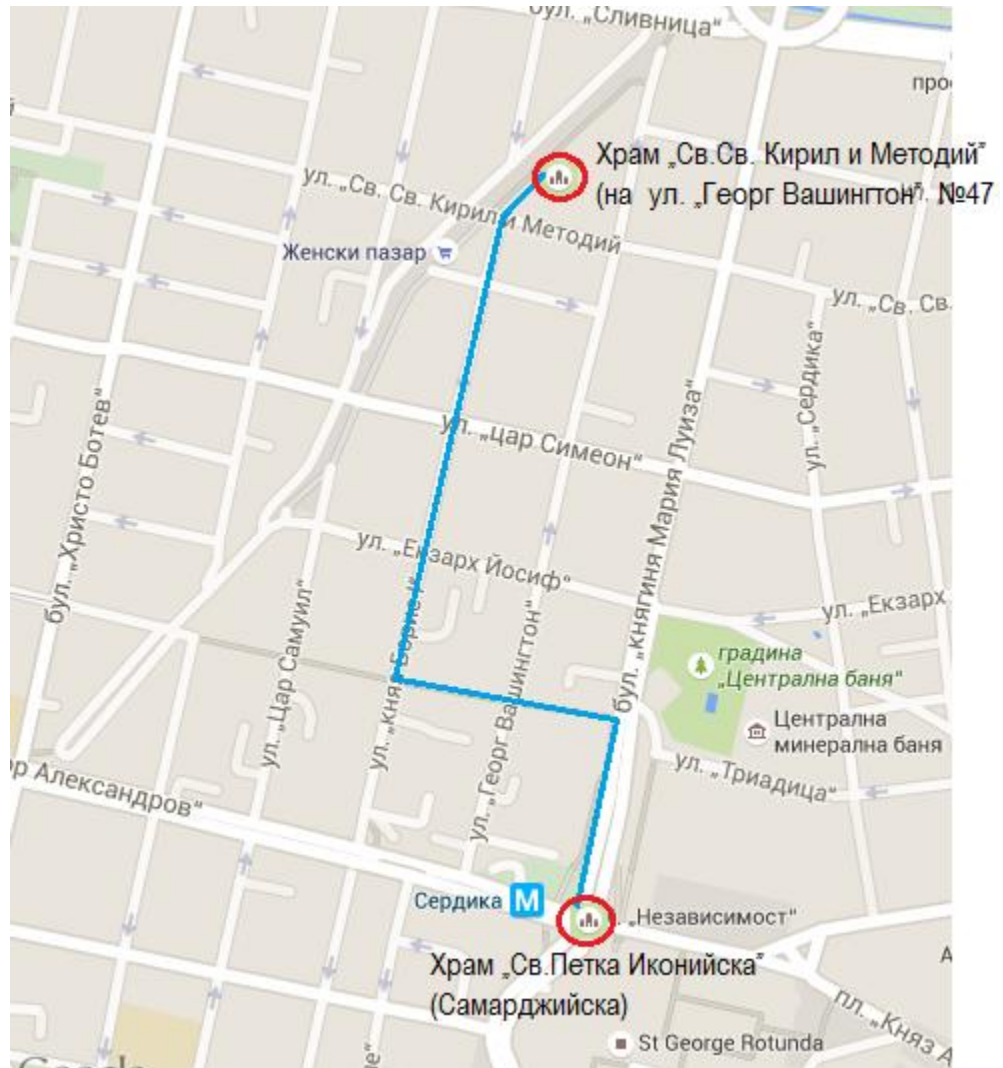 бул. „Сливница“
Храм „Св.Св. Кирил и Методий”
(на ул. „Георг Вашингтон”, №47
ул. „Св. Св. Кирил и Методий
Женски пазар
ул. „Св. Св.
ул. „Сердика“
бул. „Христо Ботев“
ул. „цар Симеон“
бул. „княгиня Мария Луиза“
ул. „Екзарх Йосиф“
ул. „Екзарх
ул. „Цар Самуил“
ул. „княз Борис I“
ул. „Георг Вашингтон“
градина
„Централна баня“
Централна
минерална баня
ул. „Триадица“
ор Александров“
Сердика M
„Независимост“
Храм „Св.Петка Иконийска”
(Самарджийска)
пл. „Княз А
St George Rotunda